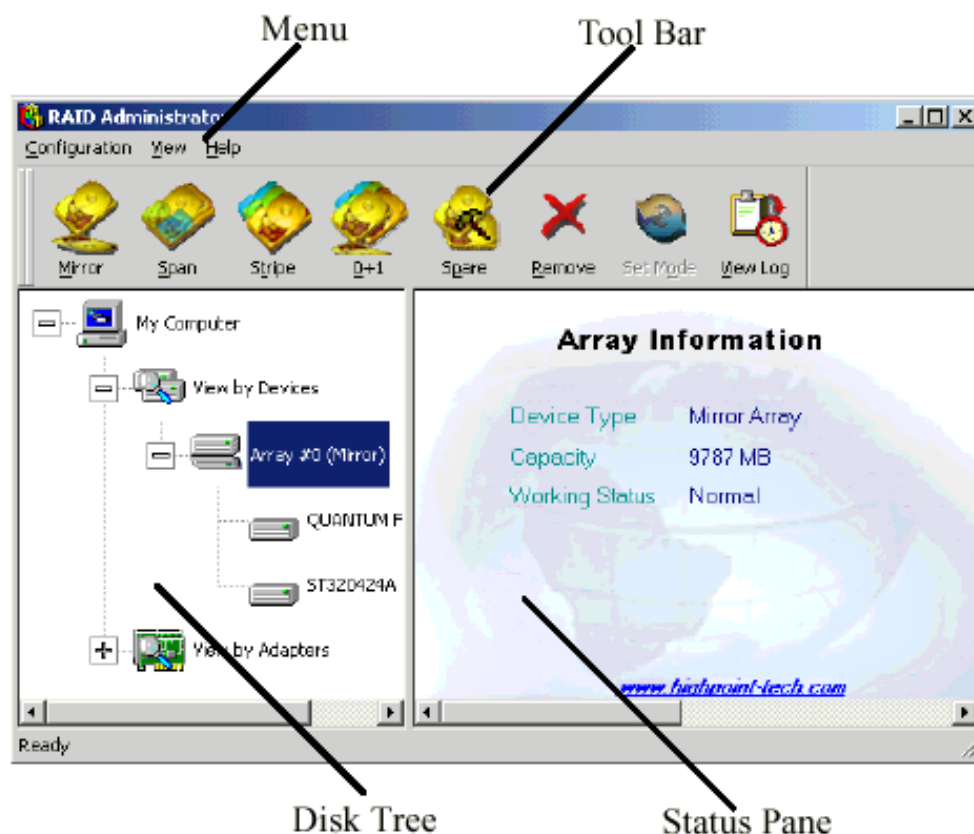 Menu
Tool Bar
RAID Administrator
Configuration View Help
Mirror Span Stripe 0+1 Spare Remove Set Mode View Log
My Computer
View by Devices
Array #0 (Mirror)
QUANTUM F
ST320424A
View by Adapters
Array Information
Device Type Mirror Array
Capacity 9787 MB
Working Status Normal
www.highpoint-tech.com
Ready
Disk Tree
Status Pane